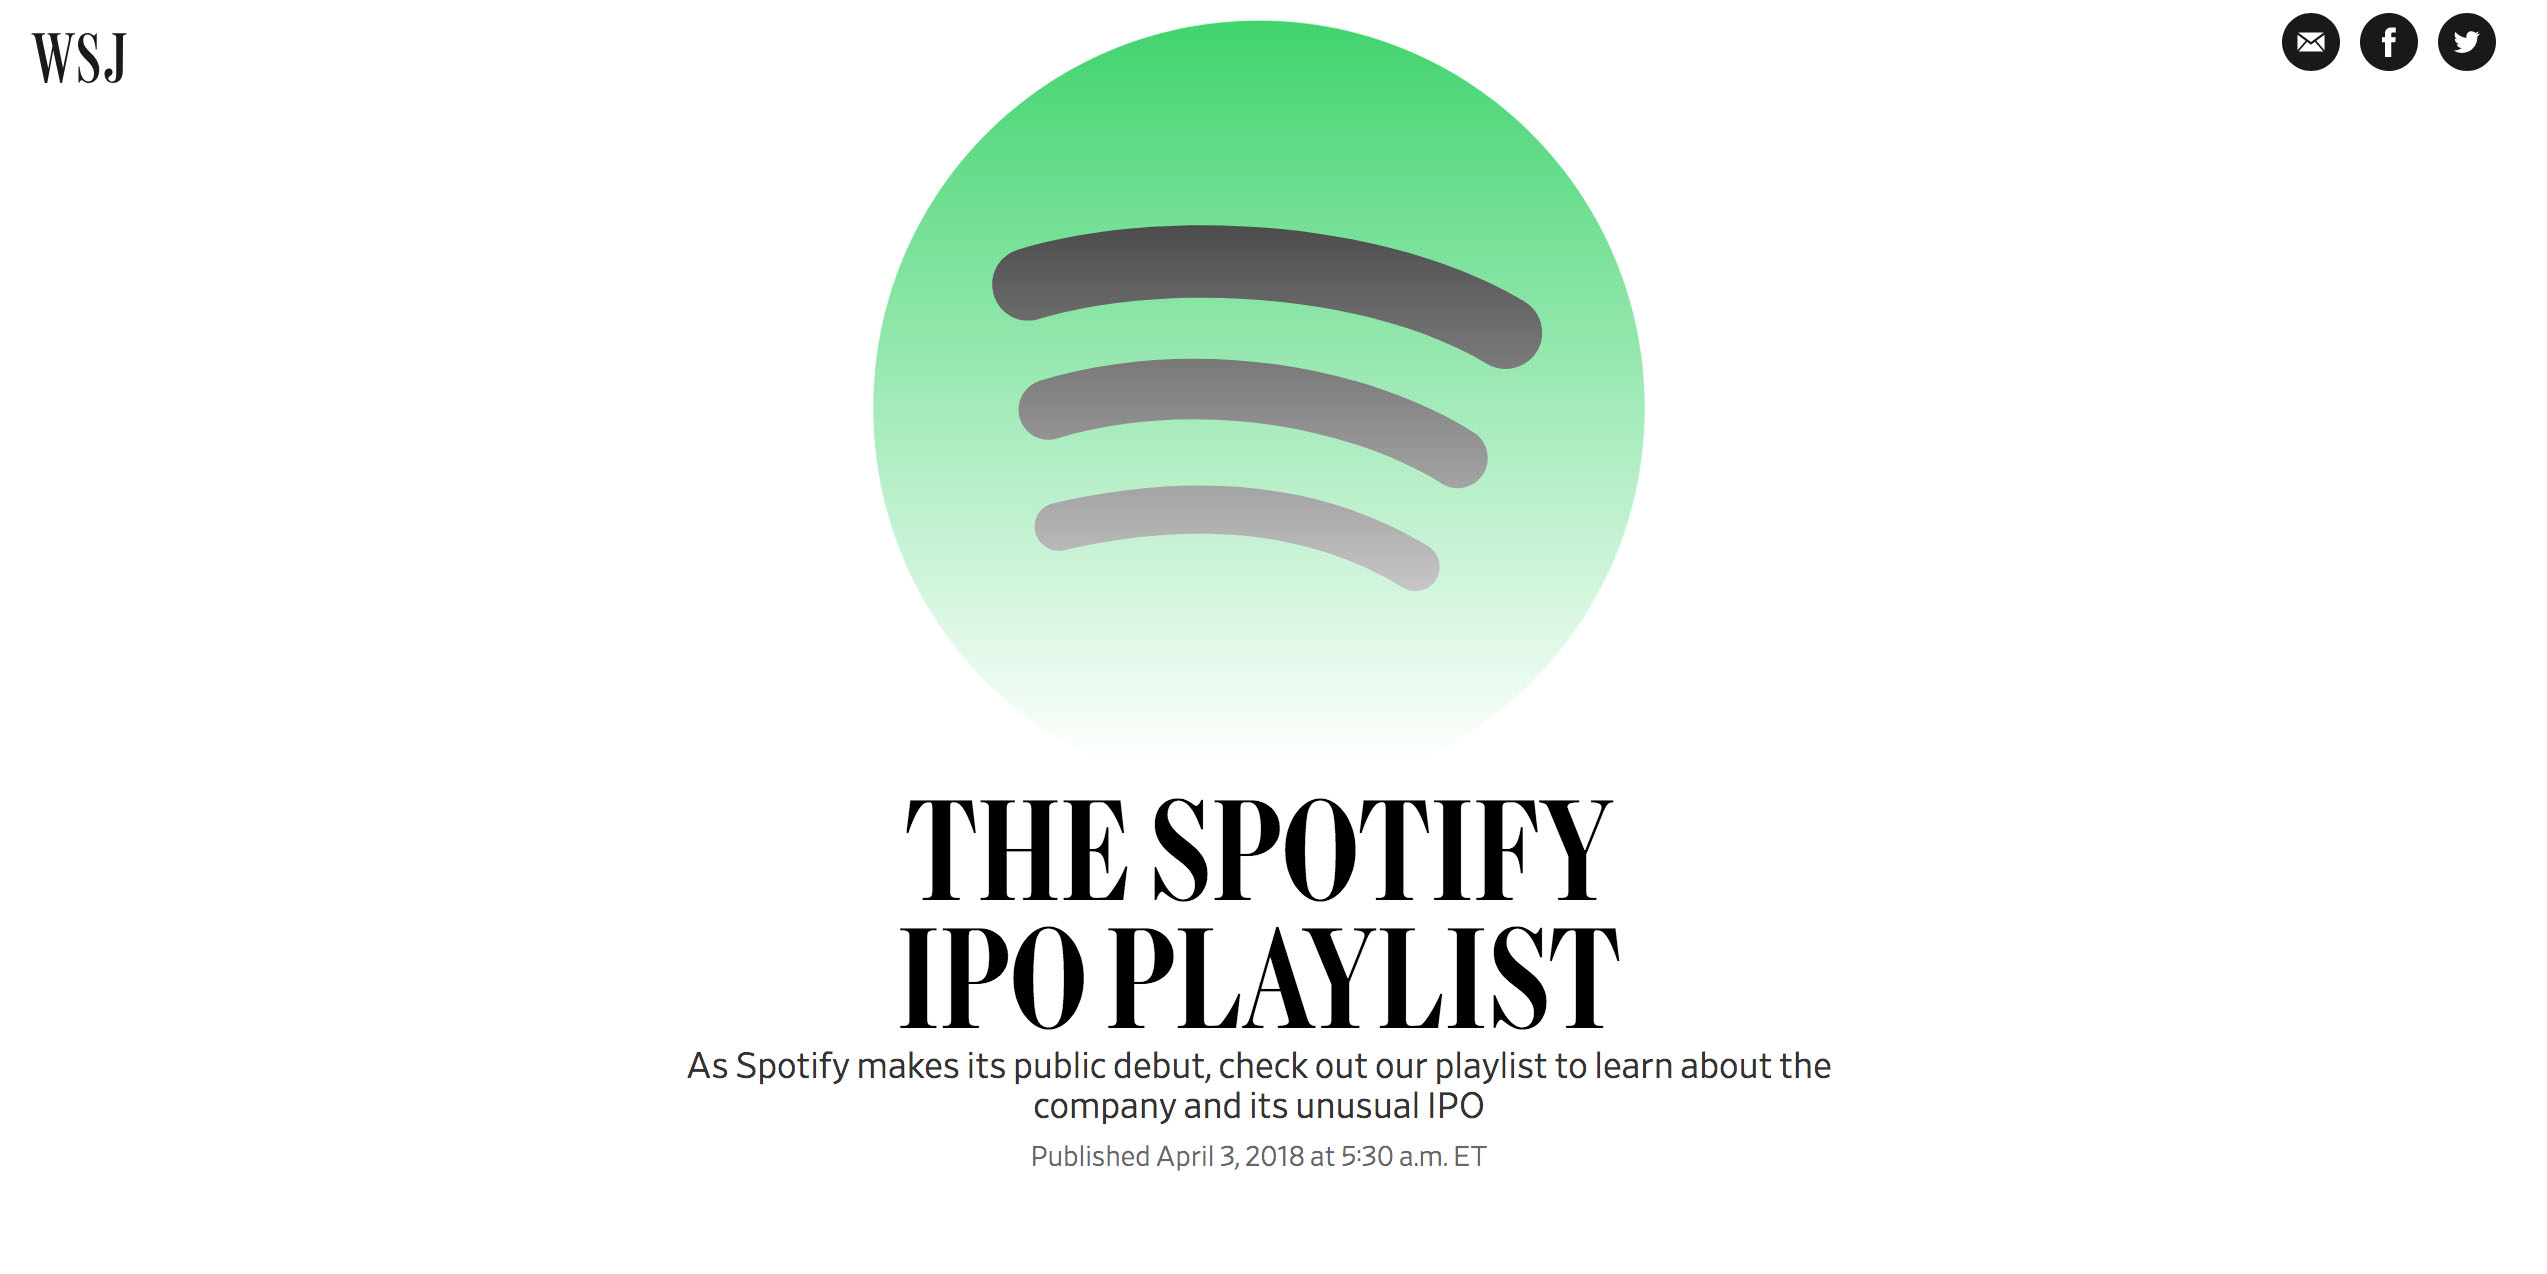 WSJ
THE SPOTIFY
IPO PLAYLIST
As Spotify makes its public debut, check out our playlist to learn about the
company and its unusual IPO
Published April 3, 2018 at 5:30 a.m. ET